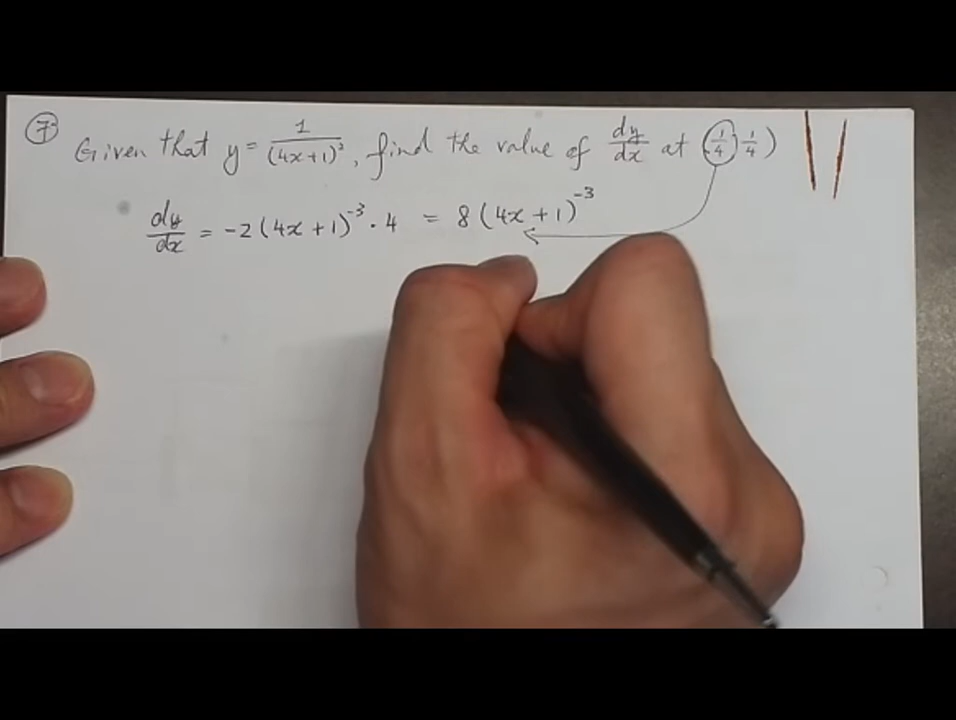 ⑦ Given that y = 1/(4x+1)², find the value of dy/dx at (1/4, 1/4)
dy/dx = -2(4x+1)⁻³ · 4 = 8(4x+1)⁻³